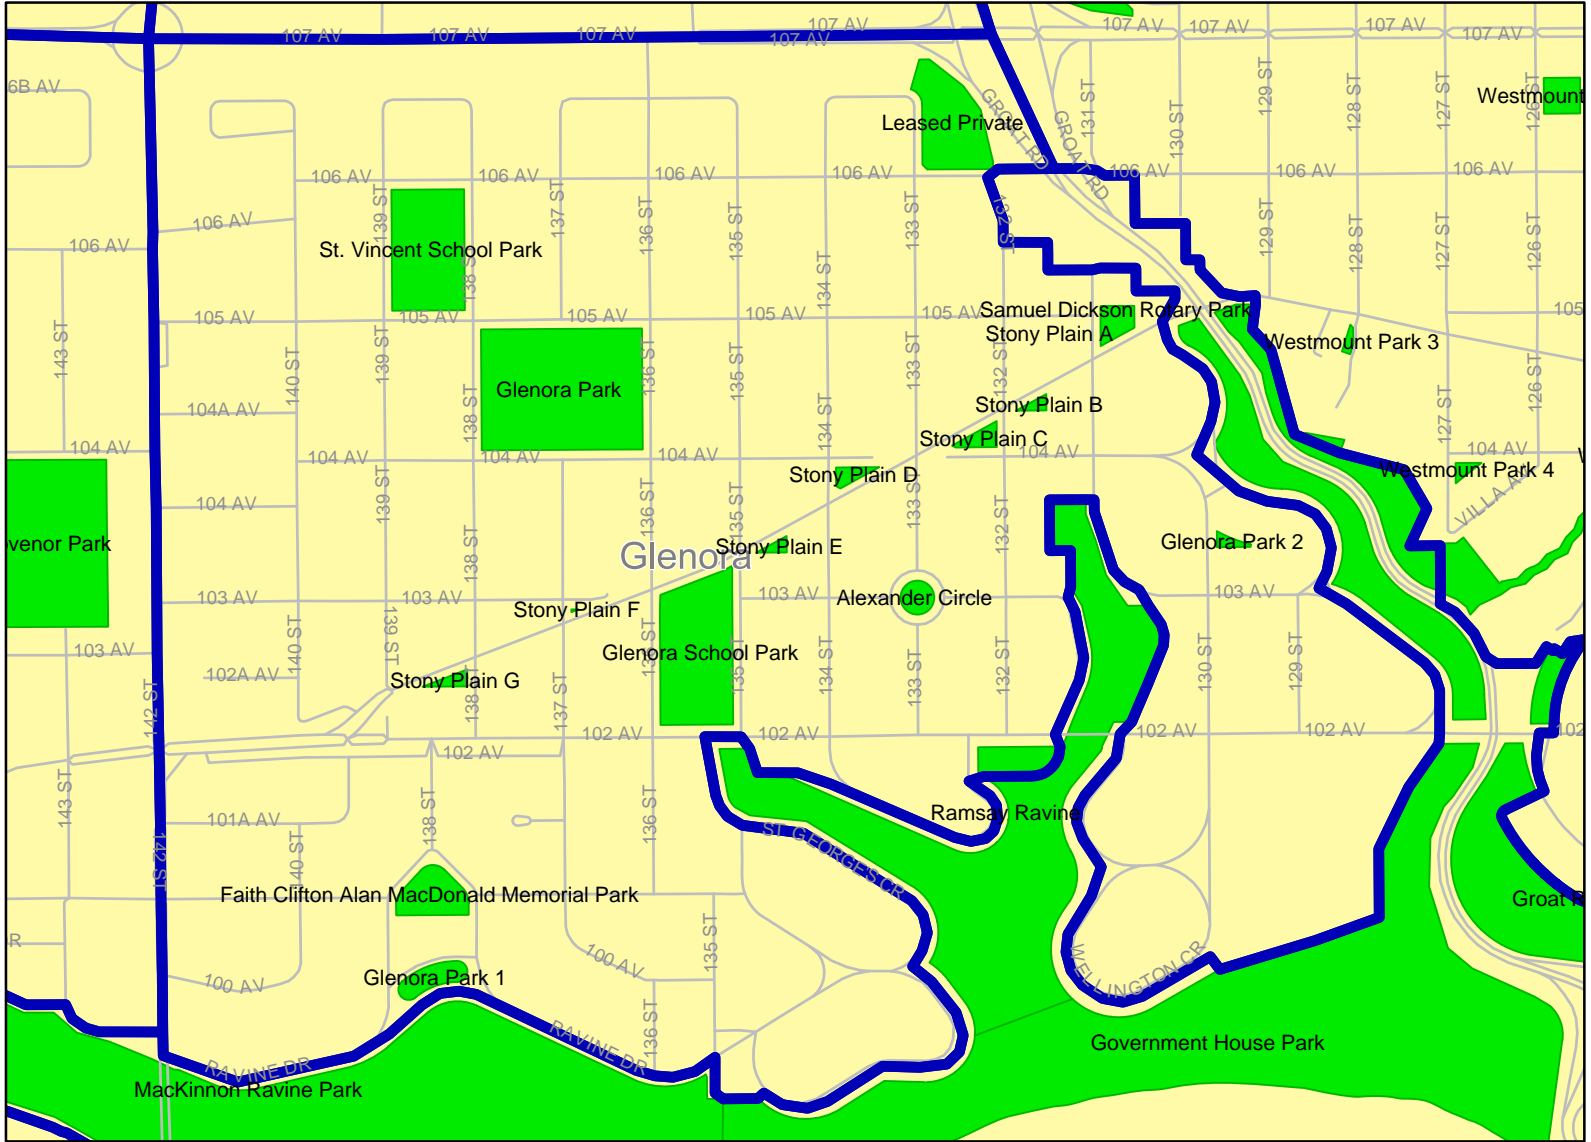 107 AV
107 AV
107 AV
107 AV
107 AV
107 AV
107 AV
107 AV
107 AV
6B AV
GROAT RD
GROAT RD
131 ST
130 ST
129 ST
128 ST
127 ST
126 ST
Westmount
Leased Private
106 AV
106 AV
106 AV
106 AV
106 AV
106 AV
106 AV
106 AV
106 AV
139 ST
137 ST
136 ST
135 ST
133 ST
132 ST
129 ST
128 ST
127 ST
126 ST
St. Vincent School Park
138 S
134 ST
105 AV
105 AV
105 AV
105 AV
105 AV
105
Samuel Dickson Rotary Park
Stony Plain A
Westmount Park 3
143 ST
140 ST
139 ST
138 ST
136 ST
135 ST
133 ST
132 ST
126 ST
Glenora Park
104A AV
Stony Plain B
134 ST
127 ST
Stony Plain C
104 AV
104 AV
104 AV
104 AV
104 AV
104 AV
Stony Plain D
Westmount Park 4
104 AV
139 ST
136 ST
135 ST
133 ST
132 ST
VILLA AV
venor Park
138 ST
Glenora
Stony Plain E
Glenora Park 2
103 AV
103 AV
103 AV
103 AV
Stony Plain F
Alexander Circle
140 ST
139 ST
Glenora School Park
103 AV
134 ST
133 ST
132 ST
130 ST
129 ST
102A AV
Stony Plain G
138 ST
137 ST
142 ST
102 AV
102 AV
102 AV
102 AV
102 AV
102
143 ST
138 ST
136 ST
Ramsay Ravine
101A AV
ST GEORGES CR
142 ST
140 ST
Faith Clifton Alan MacDonald Memorial Park
Groat R
R
135 ST
100 AV
100 AV
Glenora Park 1
WELLINGTON CR
136 ST
RAVINE DR
RAVINE DR
Government House Park
MacKinnon Ravine Park